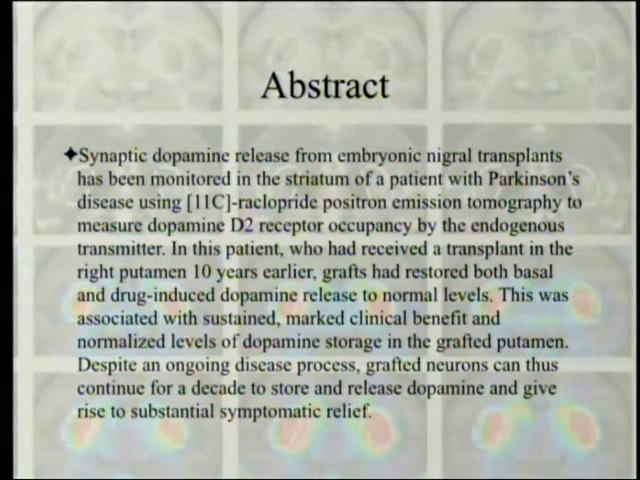 Abstract
✦Synaptic dopamine release from embryonic nigral transplants
has been monitored in the striatum of a patient with Parkinson's
disease using [11C]-raclopride positron emission tomography to
measure dopamine D2 receptor occupancy by the endogenous
transmitter. In this patient, who had received a transplant in the
right putamen 10 years earlier, grafts had restored both basal
and drug-induced dopamine release to normal levels. This was
associated with sustained, marked clinical benefit and
normalized levels of dopamine storage in the grafted putamen.
Despite an ongoing disease process, grafted neurons can thus
continue for a decade to store and release dopamine and give
rise to substantial symptomatic relief.